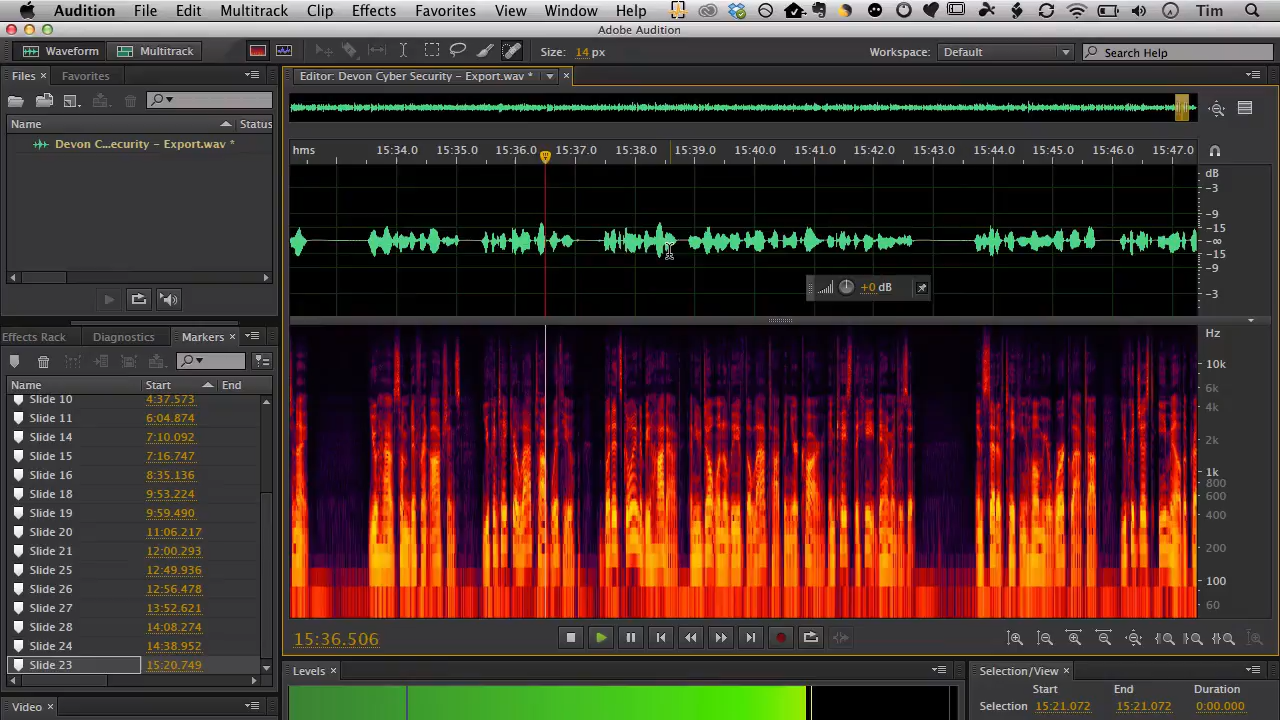 Audition File Edit Multitrack Clip Effects Favorites View Window Help Tim
Adobe Audition
Waveform Multitrack Size: 14 px Workspace: Default Search Help
Files × Favorites Editor: Devon Cyber Security – Export.wav * ×
Name Status
Devon C...ecurity – Export.wav *
hms 15:34.0 15:35.0 15:36.0 15:37.0 15:38.0 15:39.0 15:40.0 15:41.0 15:42.0 15:43.0 15:44.0 15:45.0 15:46.0 15:47.0
dB
-3
-9
-15
-∞
-15
-9
-3
+0 dB
Effects Rack Diagnostics Markers ×
Name Start End
Slide 10 4:37.573
Slide 11 6:04.874
Slide 14 7:10.092
Slide 15 7:16.747
Slide 16 8:35.136
Slide 18 9:53.224
Slide 19 9:59.490
Slide 20 11:06.217
Slide 21 12:00.293
Slide 25 12:49.936
Slide 26 12:56.478
Slide 27 13:52.621
Slide 28 14:08.274
Slide 24 14:38.952
Slide 23 15:20.749
Hz
10k
6k
4k
2k
1k
800
600
400
200
100
60
15:36.506
Video ×
Levels ×
Selection/View ×
Start End Duration
Selection 15:21.072 15:21.072 0:00.000